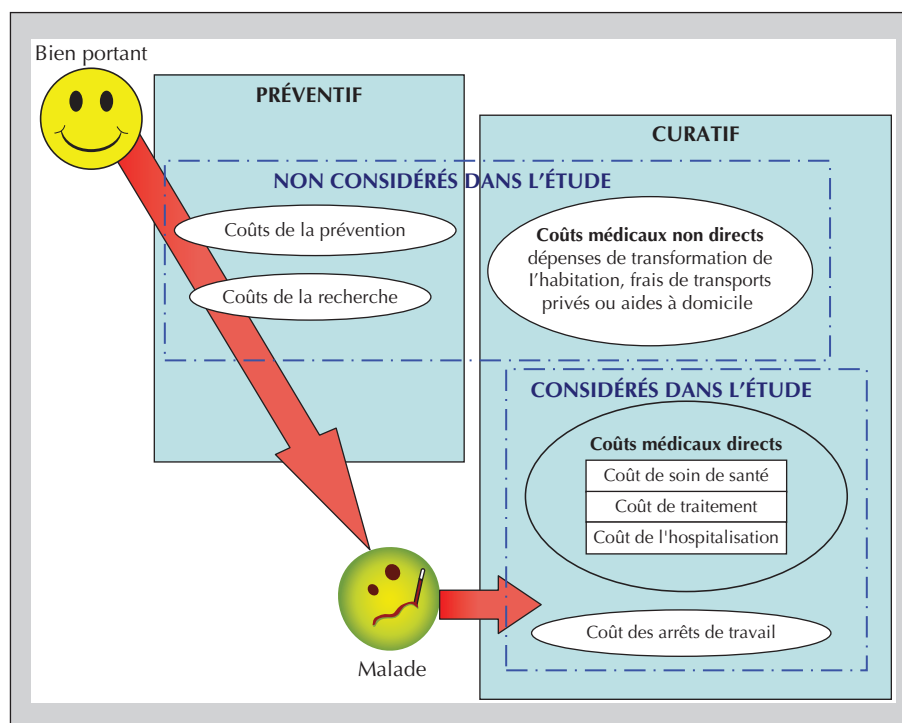 Bien portant
PRÉVENTIF
CURATIF
NON CONSIDÉRÉS DANS L'ÉTUDE
Coûts de la prévention
Coûts de la recherche
Coûts médicaux non directs
dépenses de transformation de
l'habitation, frais de transports
privés ou aides à domicile
CONSIDÉRÉS DANS L'ÉTUDE
Coûts médicaux directs
Coût de soin de santé
Coût de traitement
Coût de l'hospitalisation
Coût des arrêts de travail
Malade